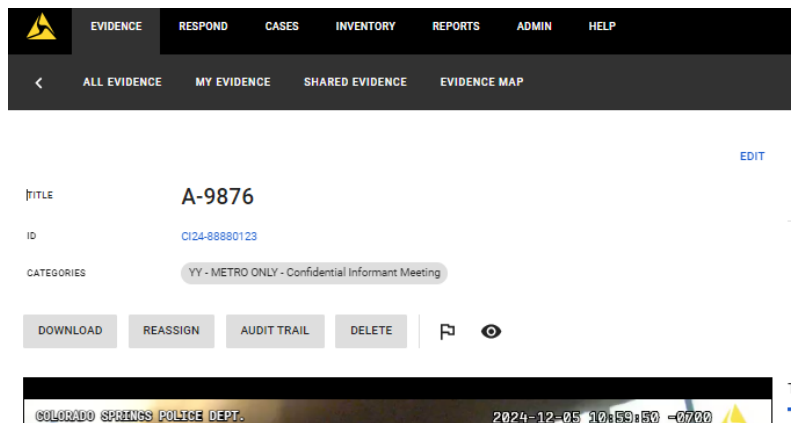 EVIDENCE RESPOND CASES INVENTORY REPORTS ADMIN HELP
ALL EVIDENCE MY EVIDENCE SHARED EVIDENCE EVIDENCE MAP
EDIT
TITLE A-9876
ID CI24-88880123
CATEGORIES YY - METRO ONLY - Confidential Informant Meeting
DOWNLOAD REASSIGN AUDIT TRAIL DELETE
COLORADO SPRINGS POLICE DEPT. 2024-12-05 10:59:50 -0700